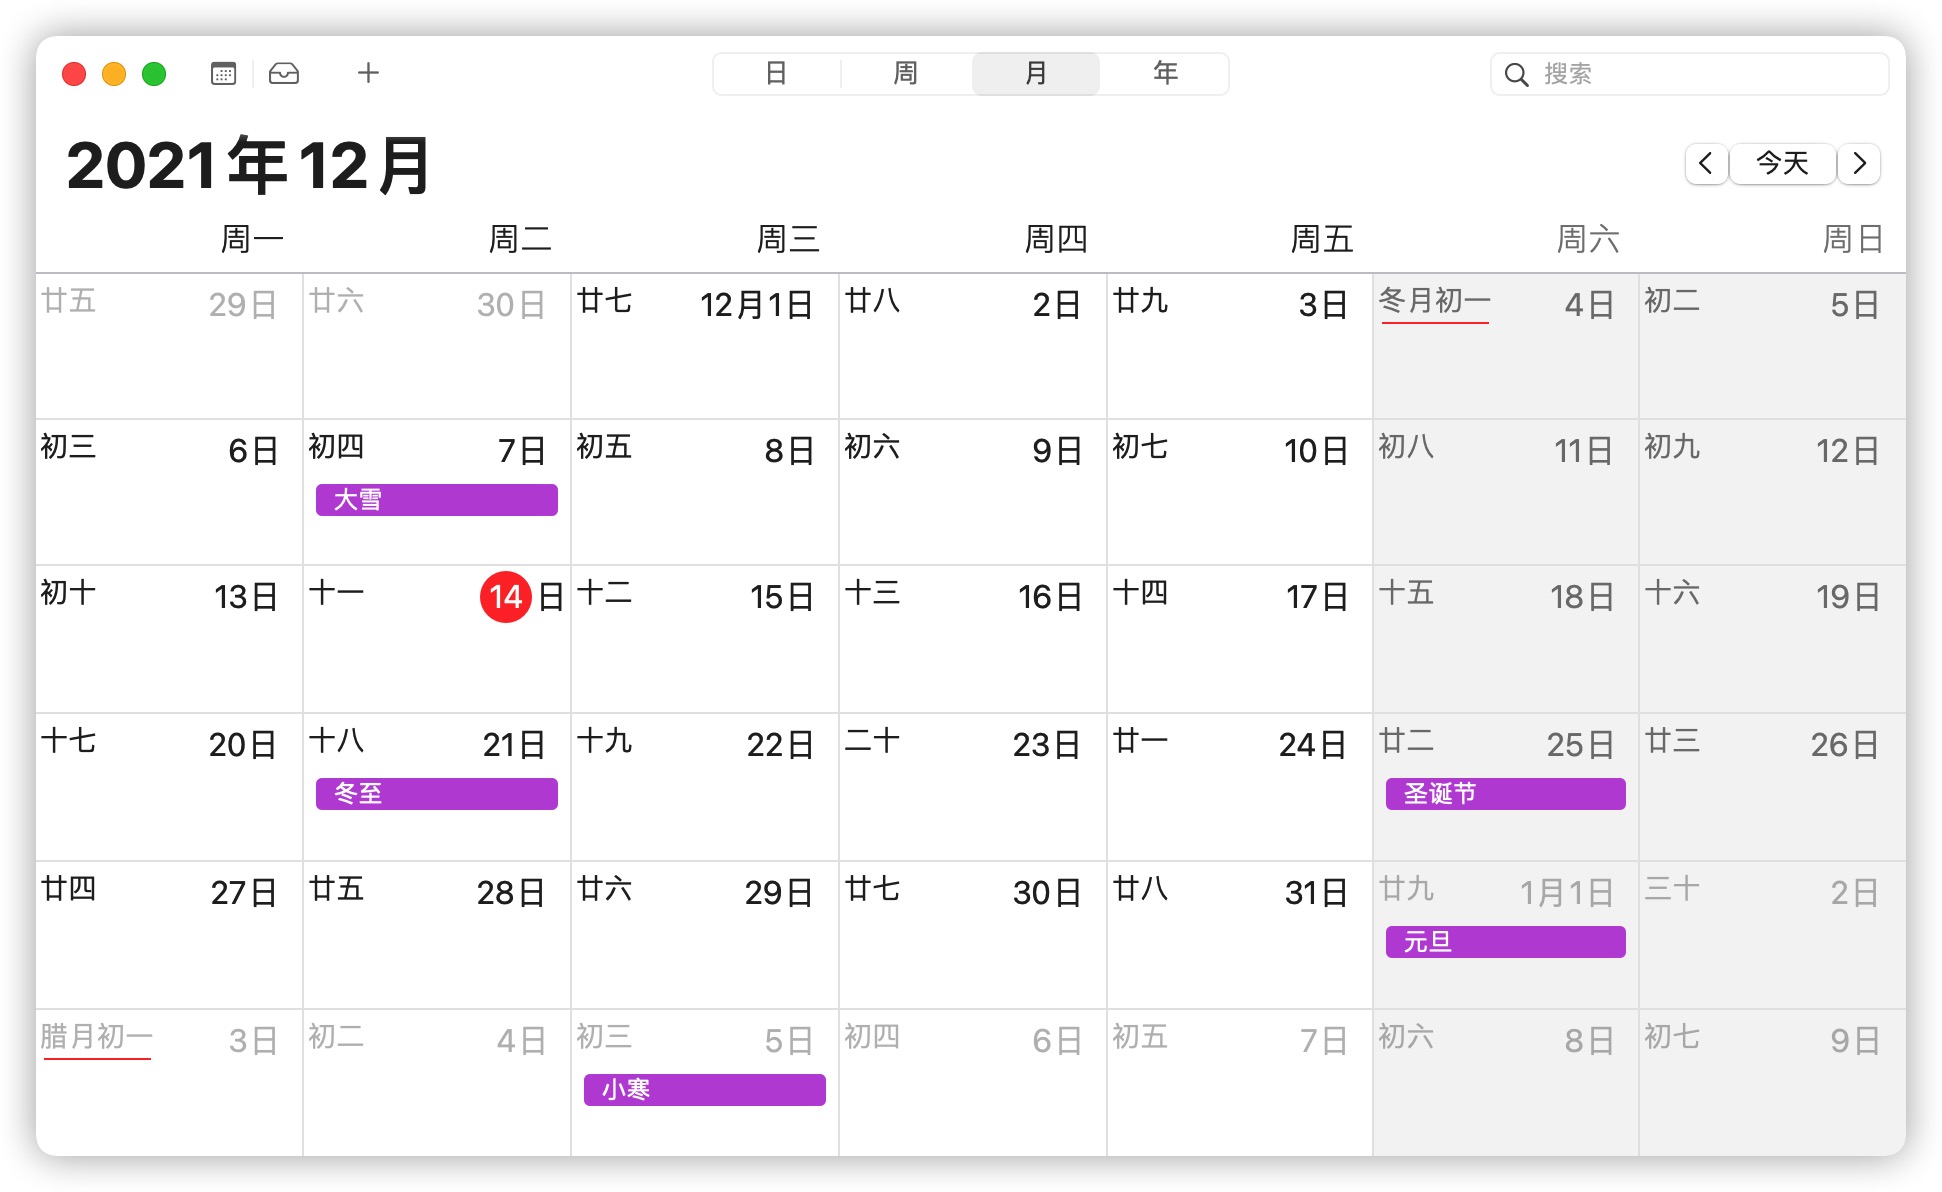 日 周 月 年 搜索
2021年12月
今天
周一 周二 周三 周四 周五 周六 周日
廿五 29日 廿六 30日 廿七 12月1日 廿八 2日 廿九 3日 冬月初一 4日 初二 5日
初三 6日 初四 7日 初五 8日 初六 9日 初七 10日 初八 11日 初九 12日
大雪
初十 13日 十一 14日 十二 15日 十三 16日 十四 17日 十五 18日 十六 19日
十七 20日 十八 21日 十九 22日 二十 23日 廿一 24日 廿二 25日 廿三 26日
冬至 圣诞节
廿四 27日 廿五 28日 廿六 29日 廿七 30日 廿八 31日 廿九 1月1日 三十 2日
元旦
腊月初一 3日 初二 4日 初三 5日 初四 6日 初五 7日 初六 8日 初七 9日
小寒